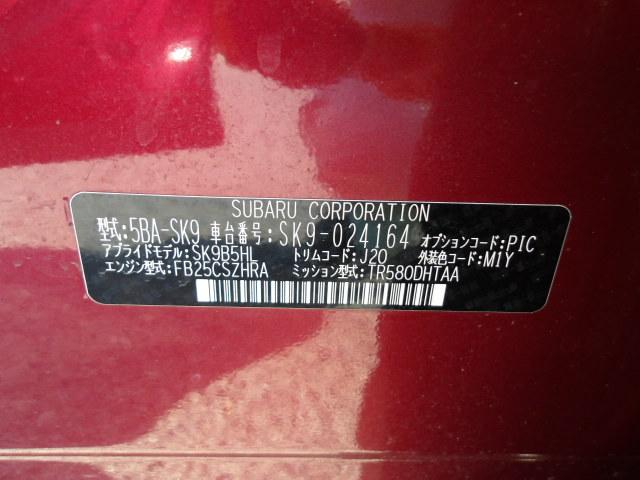 SUBARU CORPORATION
型式:5BA-SK9 車台番号:SK9-024164 オプションコード:PIC
アプライドモデル:SK9B5HL トリムコード:J20 外装色コード:M1Y
エンジン型式:FB25CSZHRA ミッション型式:TR580DHTAA